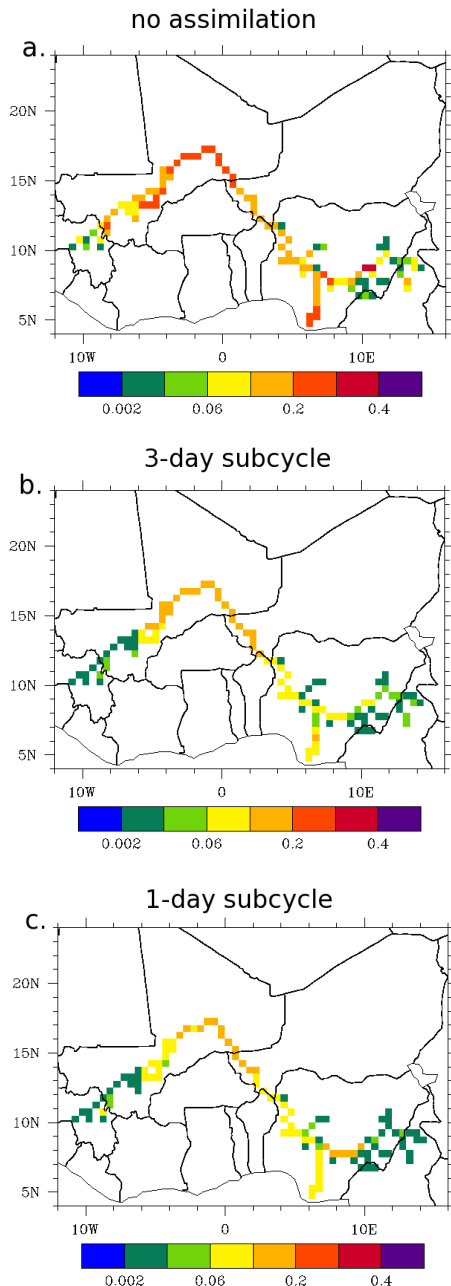 no assimilation
a.
20N
15N
10N
5N
10W 0 10E
0.002 0.06 0.2 0.4
3-day subcycle
b.
20N
15N
10N
5N
10W 0 10E
0.002 0.06 0.2 0.4
1-day subcycle
c.
20N
15N
10N
5N
10W 0 10E
0.002 0.06 0.2 0.4